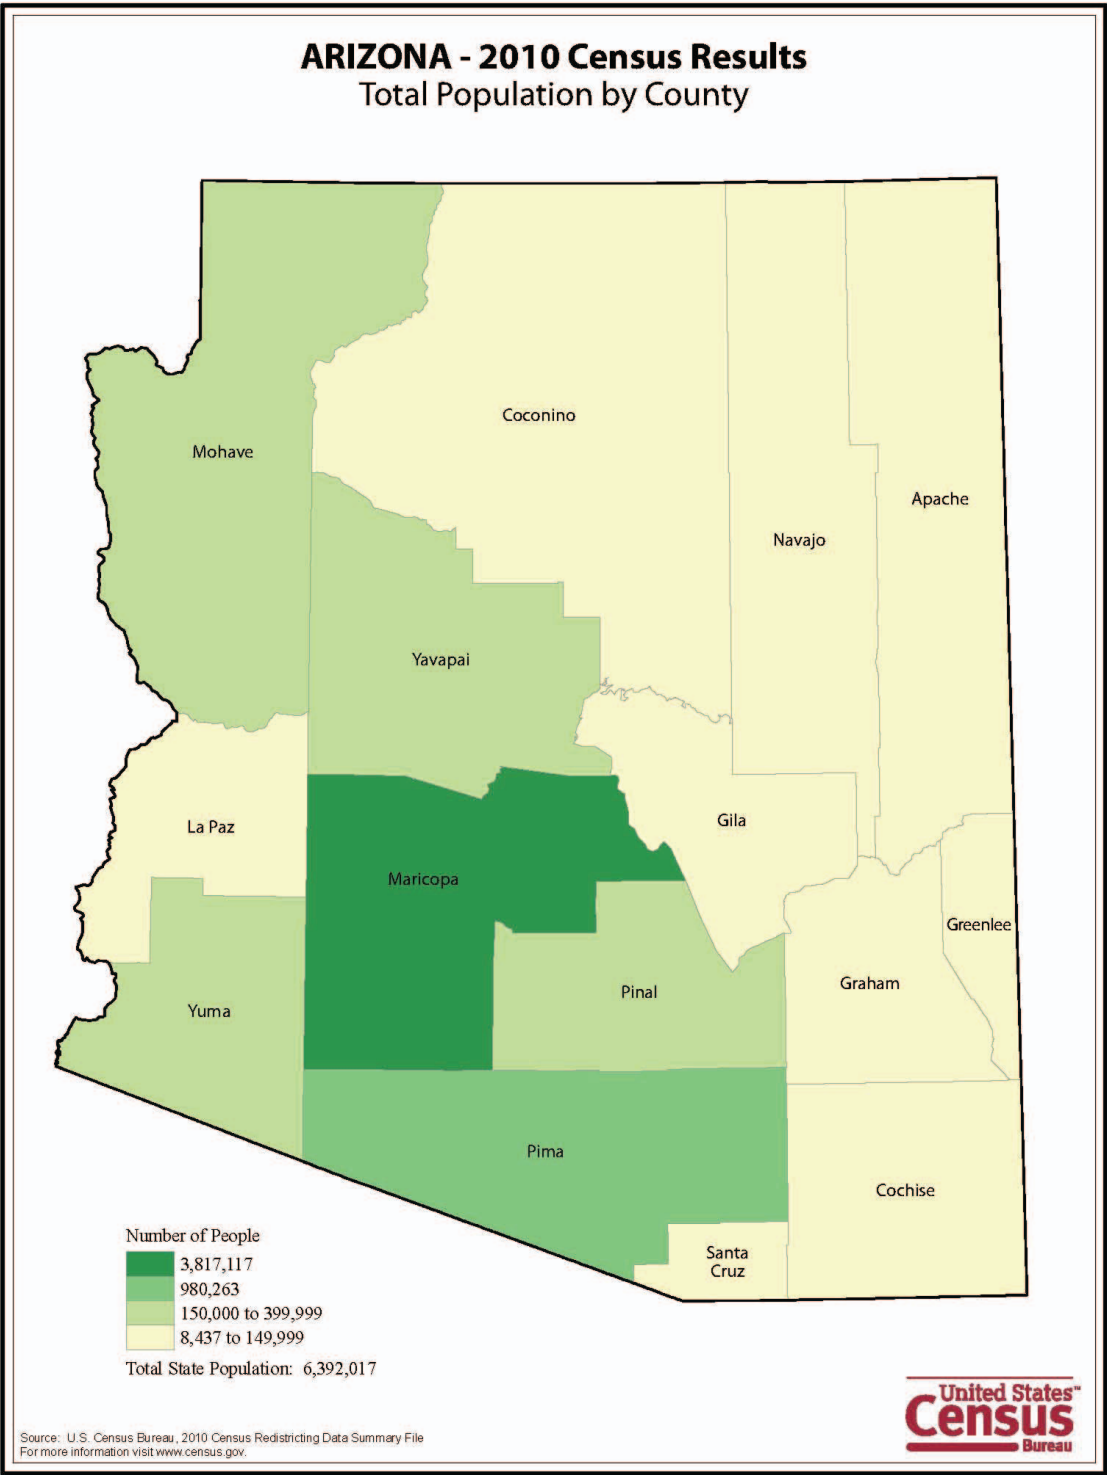 ARIZONA - 2010 Census Results
Total Population by County
Coconino
Mohave
Apache
Navajo
Yavapai
Gila
La Paz
Maricopa
Greenlee
Graham
Pinal
Yuma
Pima
Cochise
Santa
Cruz
Number of People
3,817,117
980,263
150,000 to 399,999
8,437 to 149,999
Total State Population: 6,392,017
United States™
Census
Bureau
Source: U.S. Census Bureau, 2010 Census Redistricting Data Summary File
For more information visit www.census.gov.